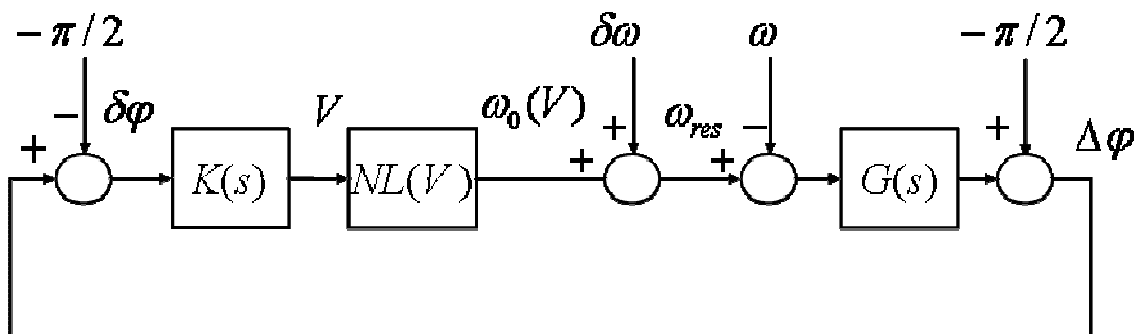 − π / 2
δω
ω
− π / 2
− δφ
V
ω₀(V)
+
ω_res
−
+
Δφ
+
K(s)
NL(V)
+
+
G(s)